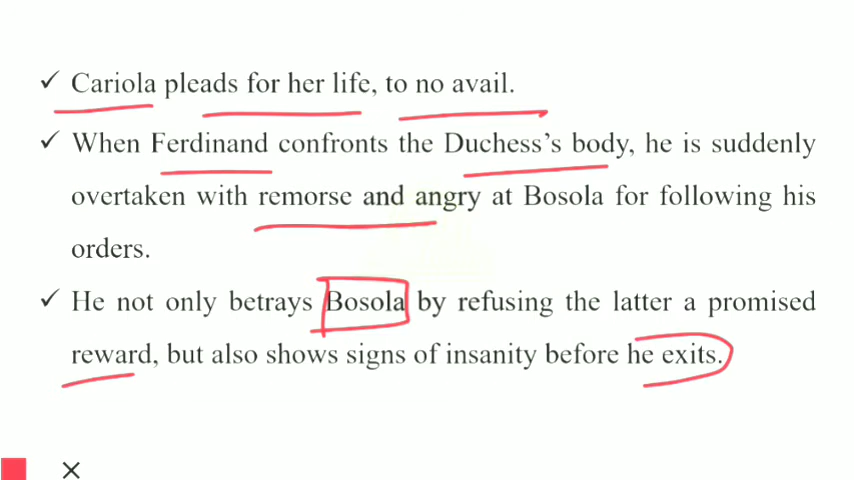 ✓ Cariola pleads for her life, to no avail.
✓ When Ferdinand confronts the Duchess’s body, he is suddenly
overtaken with remorse and angry at Bosola for following his
orders.
✓ He not only betrays Bosola by refusing the latter a promised
reward, but also shows signs of insanity before he exits.